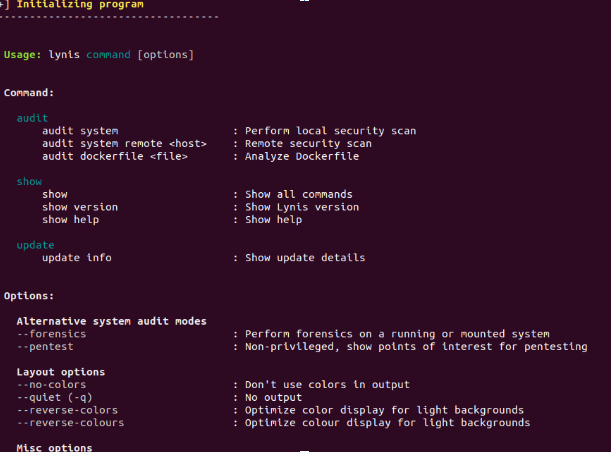 +] Initializing program
------------------------------------
Usage: lynis command [options]
Command:
audit
audit system : Perform local security scan
audit system remote <host> : Remote security scan
audit dockerfile <file> : Analyze Dockerfile
show
show : Show all commands
show version : Show Lynis version
show help : Show help
update
update info : Show update details
Options:
Alternative system audit modes
--forensics : Perform forensics on a running or mounted system
--pentest : Non-privileged, show points of interest for pentesting
Layout options
--no-colors : Don't use colors in output
--quiet (-q) : No output
--reverse-colors : Optimize color display for light backgrounds
--reverse-colours : Optimize colour display for light backgrounds
Misc options